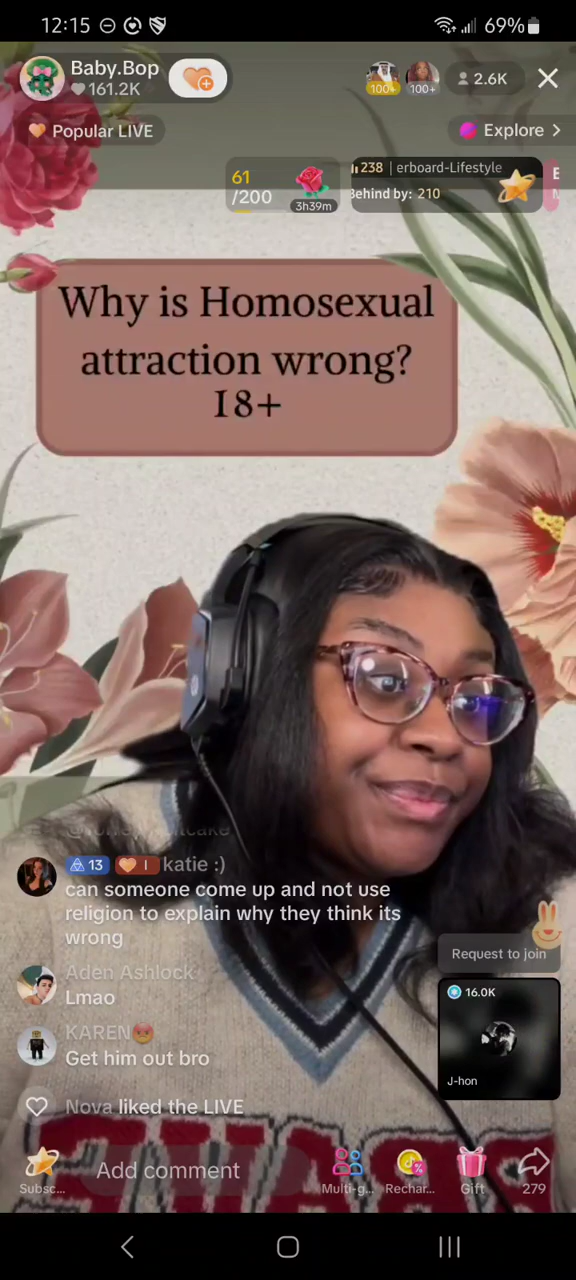 12:15
69%
Baby.Bop
161.2K
100+
100+
2.6K
Popular LIVE
Explore
61
/200
3h39m
238 | erboard-Lifestyle
Behind by: 210
Why is Homosexual
attraction wrong?
18+
13
I
katie :)
can someone come up and not use
religion to explain why they think its
wrong
Request to join
Aden Ashlock
Lmao
16.0K
KAREN😡
Get him out bro
J-hon
Nova liked the LIVE
Add comment
Subsc...
Multi-g...
Rechar...
Gift
279